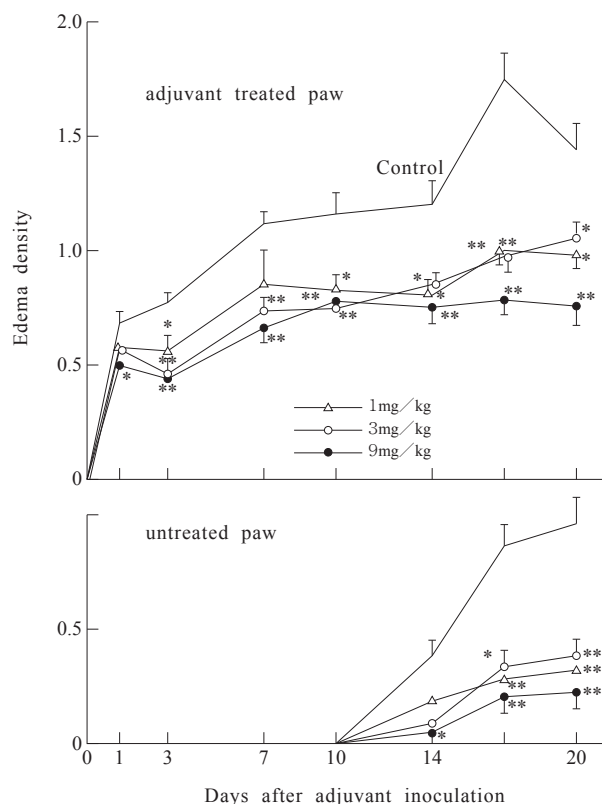 2.0
adjuvant treated paw
1.5
Control
** ** *
* *
* ** *
1.0
Edema density
* ** ** * ** ** **
** ** **
0.5
* **
1mg/kg
3mg/kg
9mg/kg
0
untreated paw
0.5
* **
** **
** **
*
0
0 1 3 7 10 14 20
Days after adjuvant inoculation